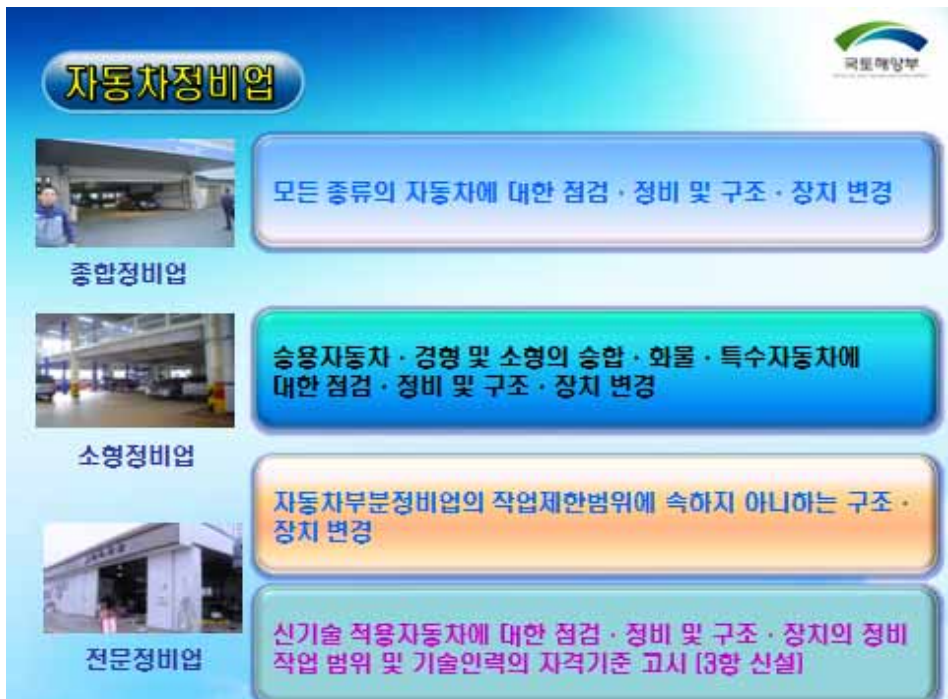 자동차정비업
국토해양부
모든 종류의 자동차에 대한 점검 · 정비 및 구조 · 장치 변경
종합정비업
승용자동차 · 경형 및 소형의 승합 · 화물 · 특수자동차에
대한 점검 · 정비 및 구조 · 장치 변경
소형정비업
자동차부분정비업의 작업제한범위에 속하지 아니하는 구조 ·
장치 변경
신기술 적용자동차에 대한 점검 · 정비 및 구조 · 장치의 정비
작업 범위 및 기술인력의 자격기준 고시 (3항 신설)
전문정비업